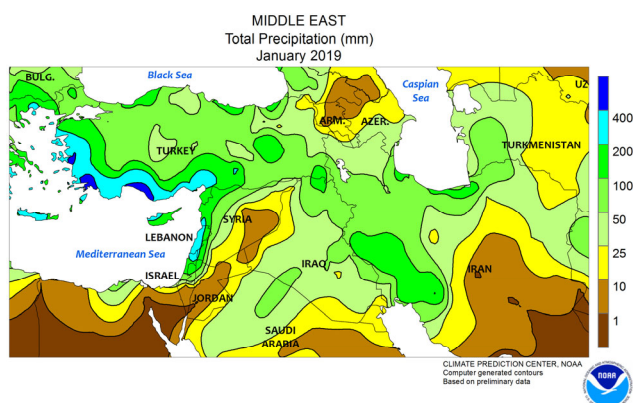 MIDDLE EAST
Total Precipitation (mm)
January 2019
BULG.
Black Sea
Caspian
Sea
UZ
ARM.
AZER.
TURKMENISTAN
TURKEY
SYRIA
LEBANON
Mediterranean Sea
ISRAEL
IRAQ
IRAN
JORDAN
SAUDI
ARABIA
400
200
100
50
25
10
1
CLIMATE PREDICTION CENTER, NOAA
Computer generated contours
Based on preliminary data
NOAA